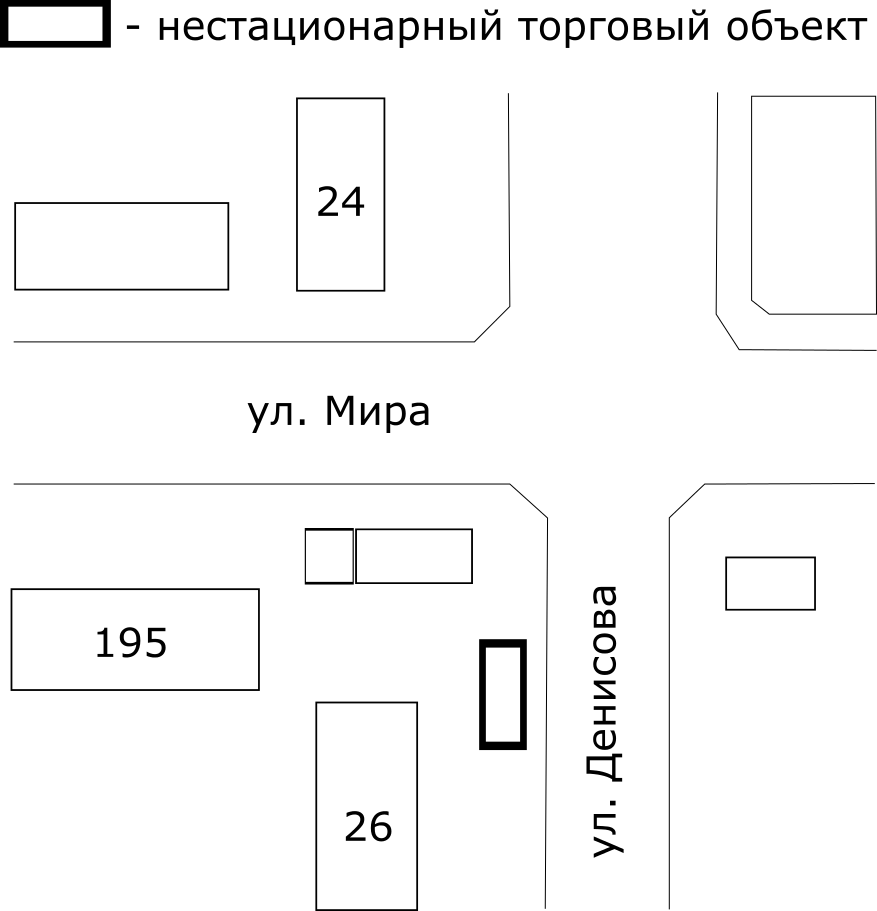 - нестационарный торговый объект
24
ул. Мира
195
ул. Денисова
26